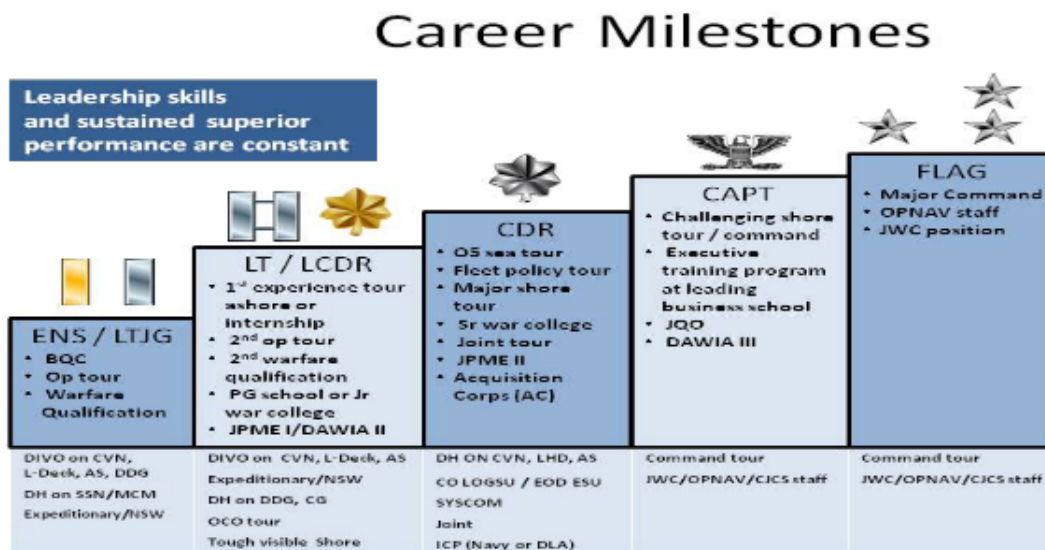 Career Milestones
Leadership skills
and sustained superior
performance are constant
ENS / LTJG
• BQC
• Op tour
• Warfare
Qualification
DIVO on CVN,
L-Deck, AS, DDG
DH on SSN/MCM
Expeditionary/NSW
LT / LCDR
• 1st experience tour
ashore or
internship
• 2nd op tour
• 2nd warfare
qualification
• PG school or Jr
war college
• JPME I/DAWIA II
DIVO on CVN, L-Deck, AS
Expeditionary/NSW
DH on DDG, CG
OCO tour
Tough visible Shore
CDR
• O5 sea tour
• Fleet policy tour
• Major shore
tour
• Sr war college
• Joint tour
• JPME II
• Acquisition
Corps (AC)
DH ON CVN, LHD, AS
CO LOGSU / EOD ESU
SYSCOM
Joint
ICP (Navy or DLA)
CAPT
• Challenging shore
tour / command
• Executive
training program
at leading
business school
• JQO
• DAWIA III
Command tour
JWC/OPNAV/CJCS staff
FLAG
• Major Command
• OPNAV staff
• JWC position
Command tour
JWC/OPNAV/CJCS staff